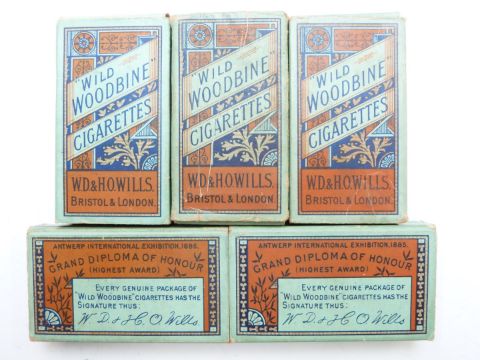 "WILD
WOODBINE"
CIGARETTES
W.D.& H.O.WILLS.
BRISTOL & LONDON.
"WILD
WOODBINE"
CIGARETTES
W.D.& H.O.WILLS.
BRISTOL & LONDON.
"WILD
WOODBINE"
CIGARETTES
W.D.& H.O.WILLS.
BRISTOL & LONDON.
ANTWERP INTERNATIONAL EXHIBITION, 1885.
GRAND DIPLOMA OF HONOUR
(HIGHEST AWARD)
EVERY GENUINE PACKAGE OF
"WILD WOODBINE" CIGARETTES HAS THE
SIGNATURE THUS:
W. D. & H. O. Wills
ANTWERP INTERNATIONAL EXHIBITION, 1885.
GRAND DIPLOMA OF HONOUR
(HIGHEST AWARD)
EVERY GENUINE PACKAGE OF
"WILD WOODBINE" CIGARETTES HAS THE
SIGNATURE THUS:
W. D. & H. O. Wills